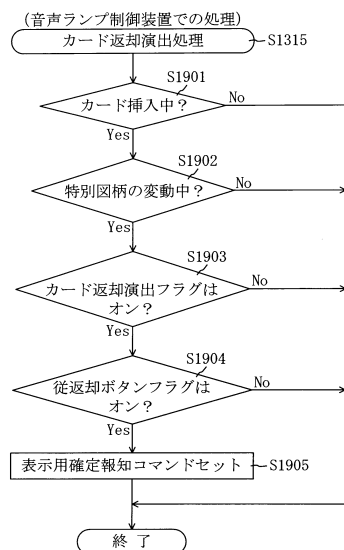 (音声ランプ制御装置での処理)
カード返却演出処理
S1315
S1901
カード挿入中？
No
Yes
S1902
特別図柄の変動中？
No
Yes
S1903
カード返却演出フラグは
オン？
No
Yes
S1904
従返却ボタンフラグは
オン？
No
Yes
表示用確定報知コマンドセット
S1905
終了